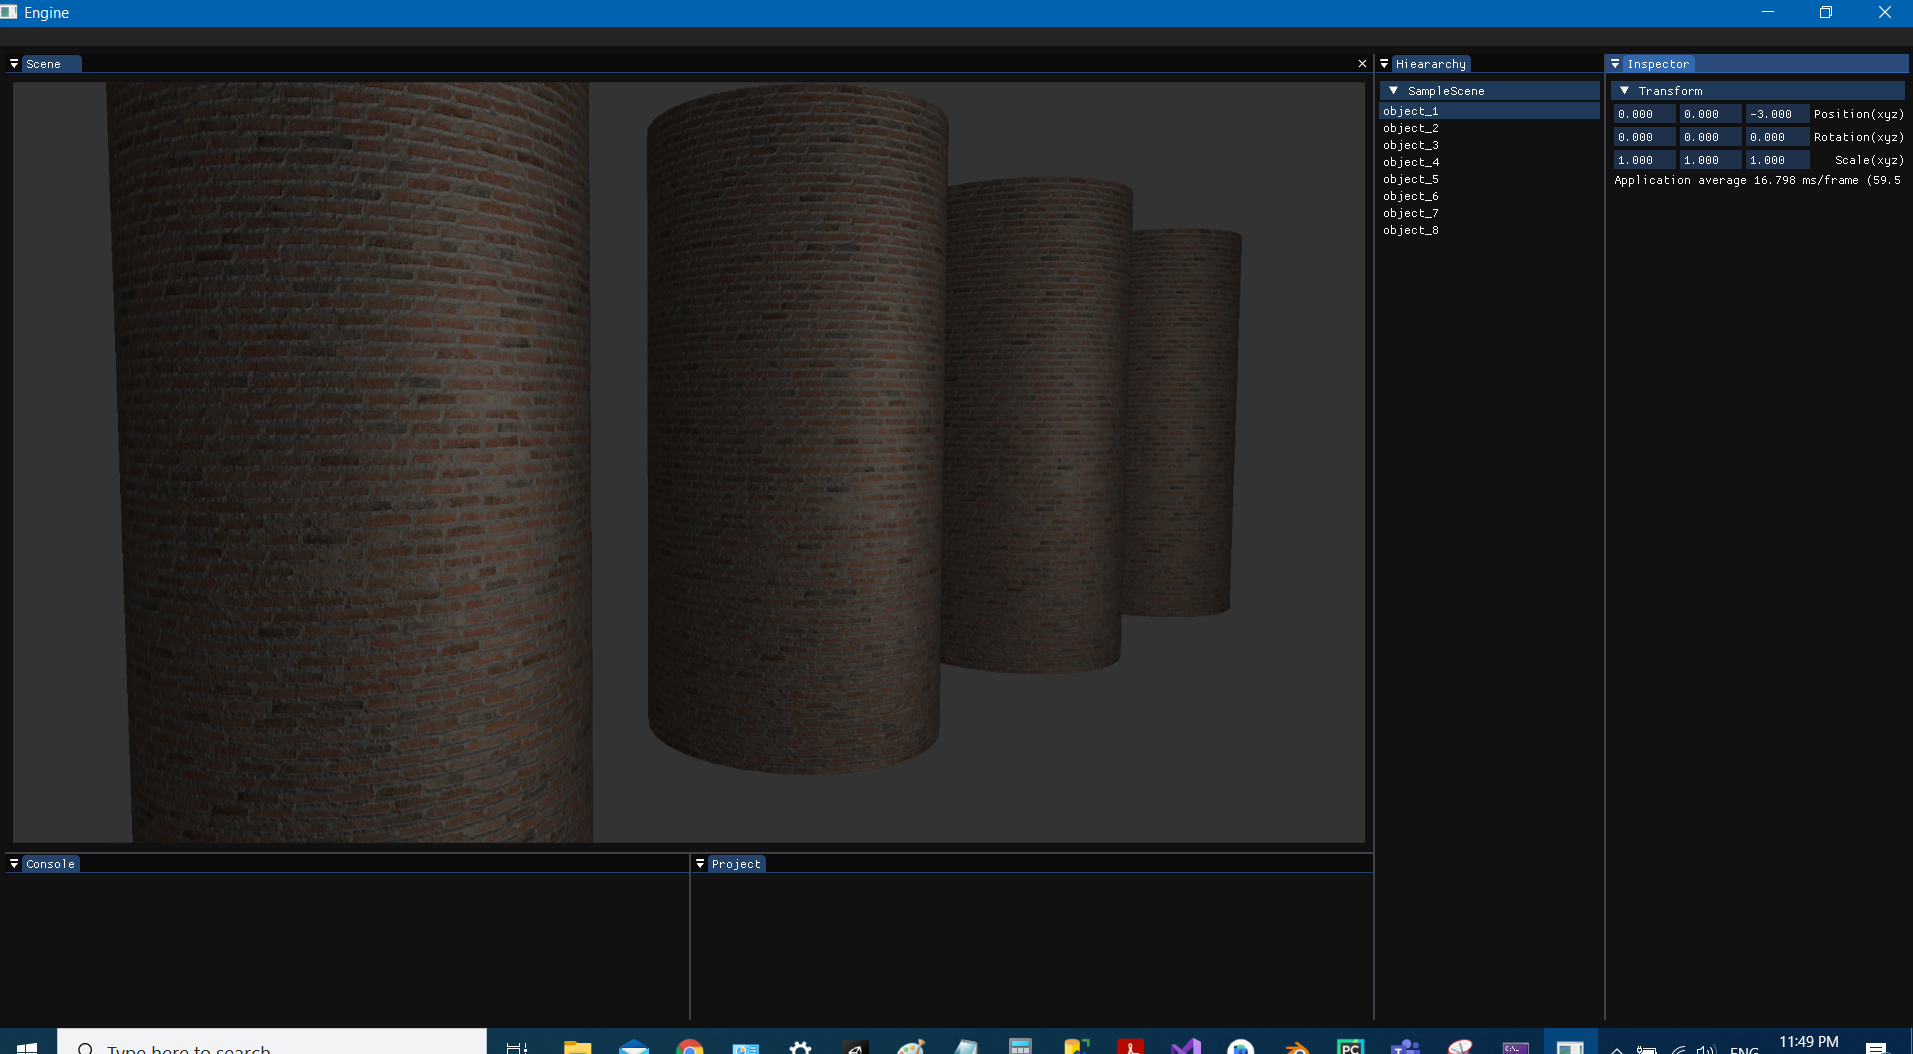 Engine
Scene
Hieararchy
Inspector
SampleScene
object_1
object_2
object_3
object_4
object_5
object_6
object_7
object_8
Transform
0.000 0.000 -3.000 Position(xyz)
0.000 0.000 0.000 Rotation(xyz)
1.000 1.000 1.000 Scale(xyz)
Application average 16.798 ms/frame (59.5
Console
Project
Type here to search
PC
ENG
11:49 PM